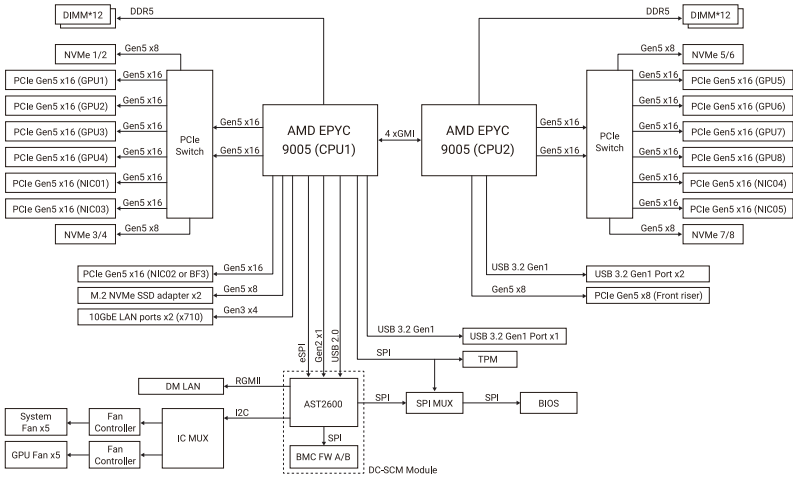 DIMM*12
DDR5
DDR5
DIMM*12
NVMe 1/2
Gen5 x8
Gen5 x8
NVMe 5/6
PCIe Gen5 x16 (GPU1)
Gen5 x16
Gen5 x16
PCIe Gen5 x16 (GPU5)
PCIe Gen5 x16 (GPU2)
Gen5 x16
Gen5 x16
PCIe Gen5 x16 (GPU6)
PCIe Gen5 x16 (GPU3)
Gen5 x16
Gen5 x16
PCIe Gen5 x16 (GPU7)
PCIe Gen5 x16 (GPU4)
Gen5 x16
Gen5 x16
PCIe Gen5 x16 (GPU8)
PCIe Gen5 x16 (NIC01)
Gen5 x16
Gen5 x16
PCIe Gen5 x16 (NIC04)
PCIe Gen5 x16 (NIC03)
Gen5 x16
Gen5 x16
PCIe Gen5 x16 (NIC05)
NVMe 3/4
Gen5 x8
Gen5 x8
NVMe 7/8
PCIe
Switch
Gen5 x16
Gen5 x16
AMD EPYC
9005 (CPU1)
4 xGMI
AMD EPYC
9005 (CPU2)
Gen5 x16
Gen5 x16
PCIe
Switch
PCIe Gen5 x16 (NIC02 or BF3)
Gen5 x16
M.2 NVMe SSD adapter x2
Gen5 x8
10GbE LAN ports x2 (x710)
Gen3 x4
USB 3.2 Gen1
USB 3.2 Gen1 Port x2
Gen5 x8
PCIe Gen5 x8 (Front riser)
eSPI
Gen2 x1
USB 2.0
USB 3.2 Gen1
USB 3.2 Gen1 Port x1
SPI
TPM
DM LAN
RGMII
AST2600
SPI
SPI MUX
SPI
BIOS
I2C
System
Fan x5
Fan
Controller
IC MUX
GPU Fan x5
Fan
Controller
SPI
BMC FW A/B
DC-SCM Module